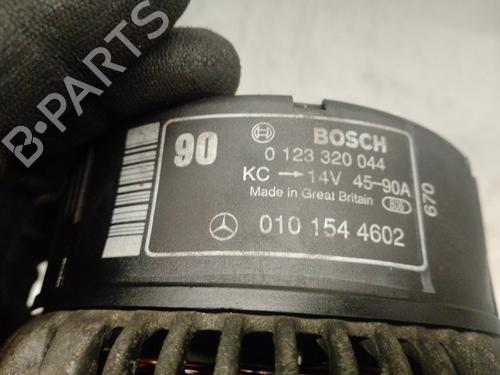 90
BOSCH
0 123 320 044
KC → 14V 45-90A
Made in Great Britain
670
010 154 4602
B-PARTS